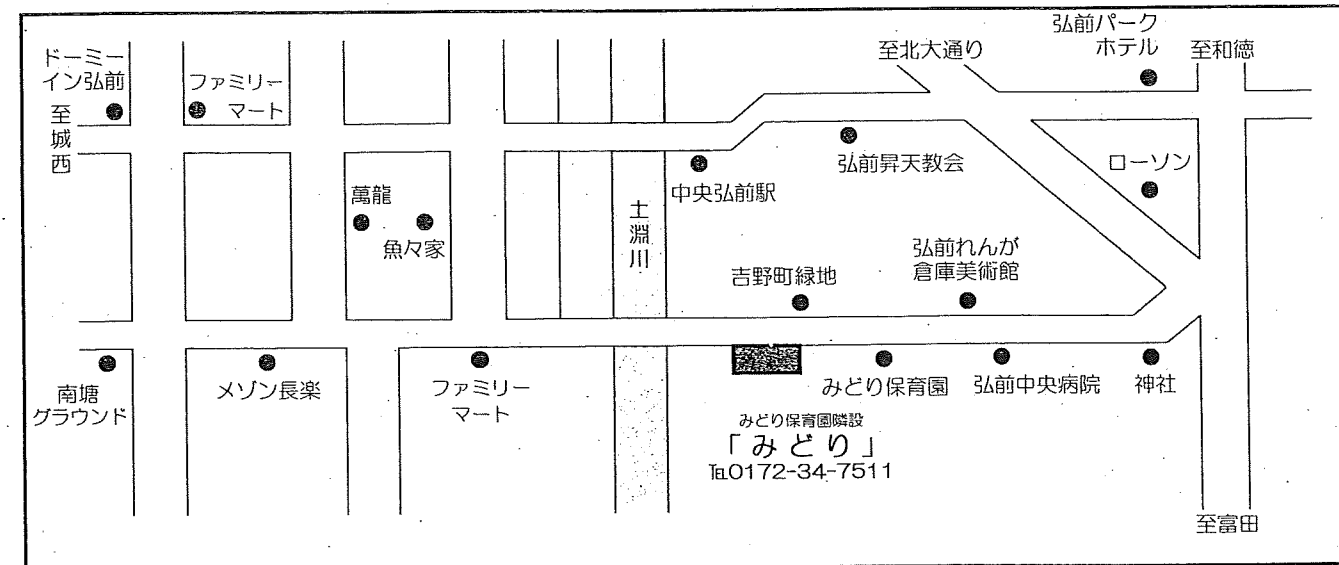 弘前パーク
ホテル
至北大通り
至和徳
ドーミー
イン弘前
ファミリー
マート
至城西
弘前昇天教会
ローソン
中央弘前駅
萬龍
魚々家
土淵川
弘前れんが
倉庫美術館
吉野町緑地
南塘
グラウンド
メゾン長楽
ファミリー
マート
みどり保育園
弘前中央病院
神社
みどり保育園隣設
「みどり」
℡0172-34-7511
至富田